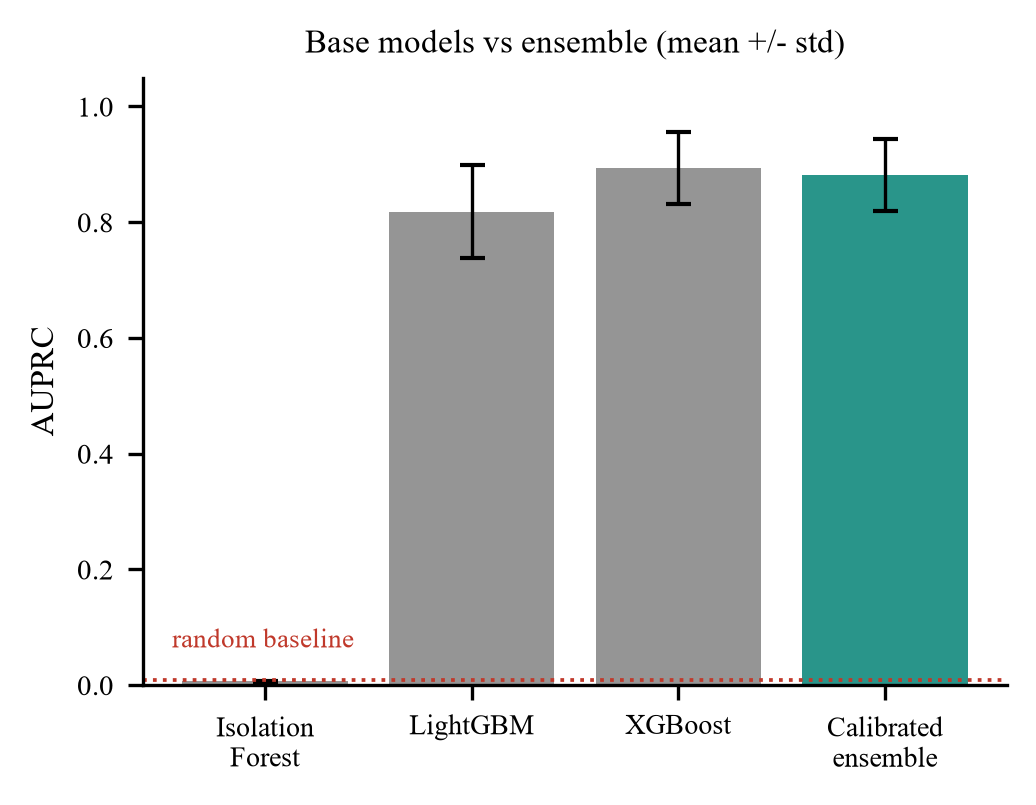 Base models vs ensemble (mean +/- std)
1.0
0.8
0.6
0.4
0.2
0.0
AUPRC
random baseline
Isolation
Forest
LightGBM
XGBoost
Calibrated
ensemble